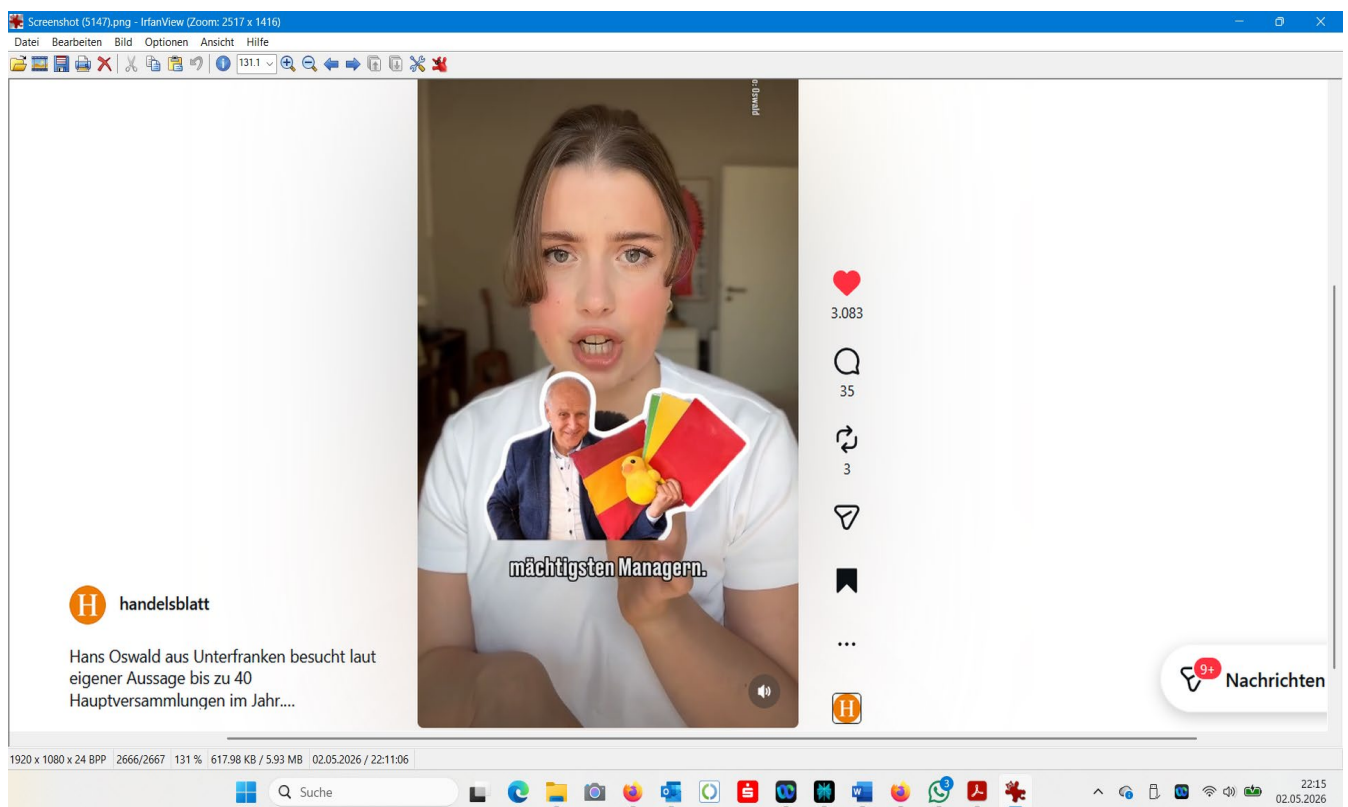 Screenshot (5147).png - IrfanView (Zoom: 2517 x 1416)
Datei Bearbeiten Bild Optionen Ansicht Hilfe
131.1
o: Oswald
3.083
35
3
mächtigsten Managern.
H handelsblatt
Hans Oswald aus Unterfranken besucht laut
eigener Aussage bis zu 40
Hauptversammlungen im Jahr....
9+ Nachrichten
H
1920 x 1080 x 24 BPP 2666/2667 131 % 617.98 KB / 5.93 MB 02.05.2026 / 22:11:06
Suche
3
22:15
02.05.2026